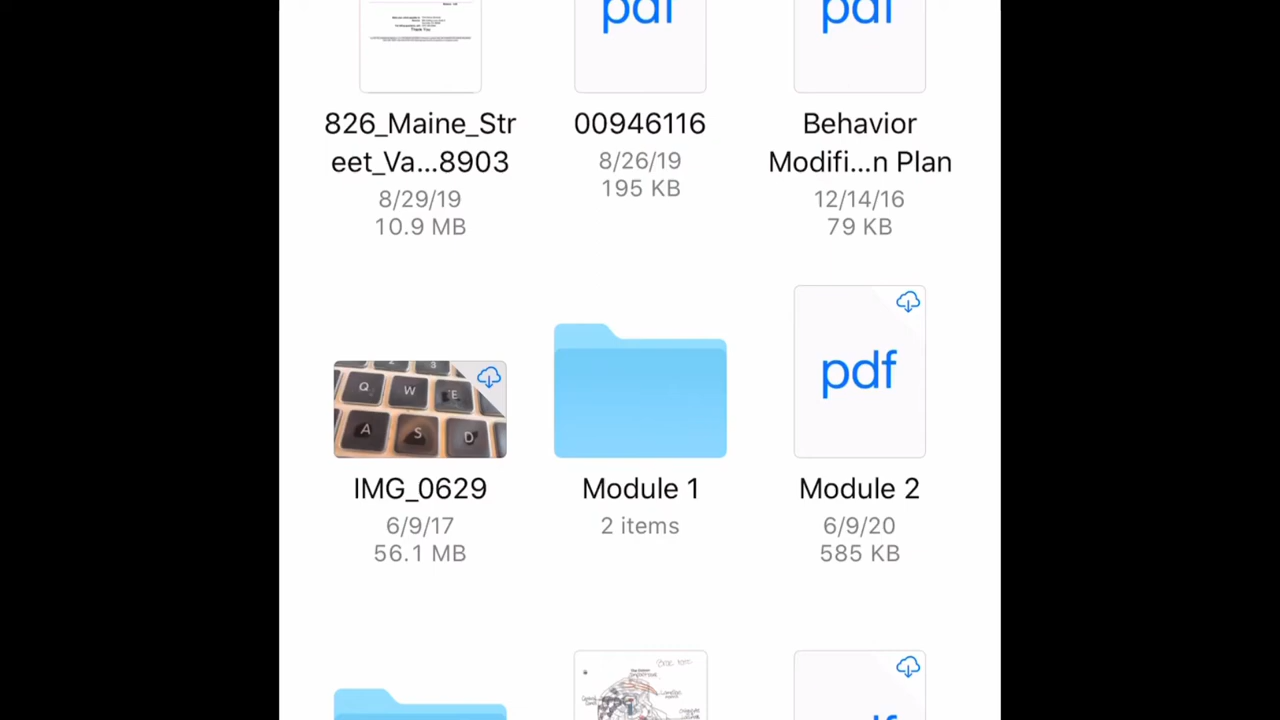 Thank You
pdf
pdf
826_Maine_Str
eet_Va...8903
8/29/19
10.9 MB
00946116
8/26/19
195 KB
Behavior
Modifi...n Plan
12/14/16
79 KB
Q W E
A S D
pdf
IMG_0629
6/9/17
56.1 MB
Module 1
2 items
Module 2
6/9/20
585 KB